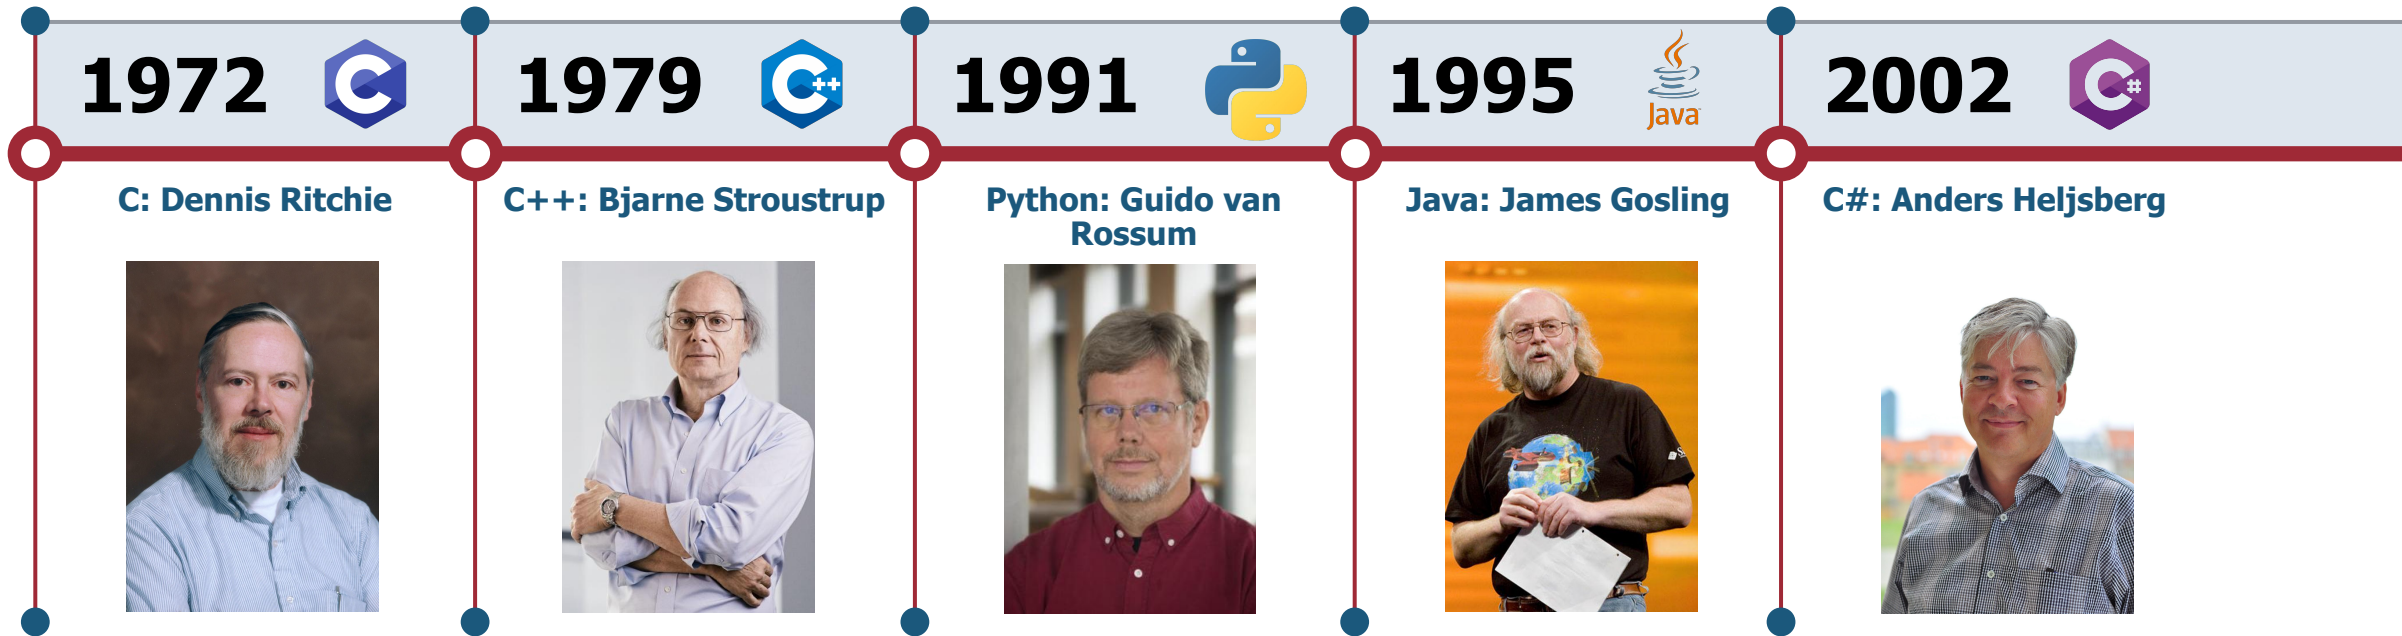 1972
C
1979
C++
1991
1995
Java
2002
C#
C: Dennis Ritchie
C++: Bjarne Stroustrup
Python: Guido van
Rossum
Java: James Gosling
C#: Anders Heljsberg